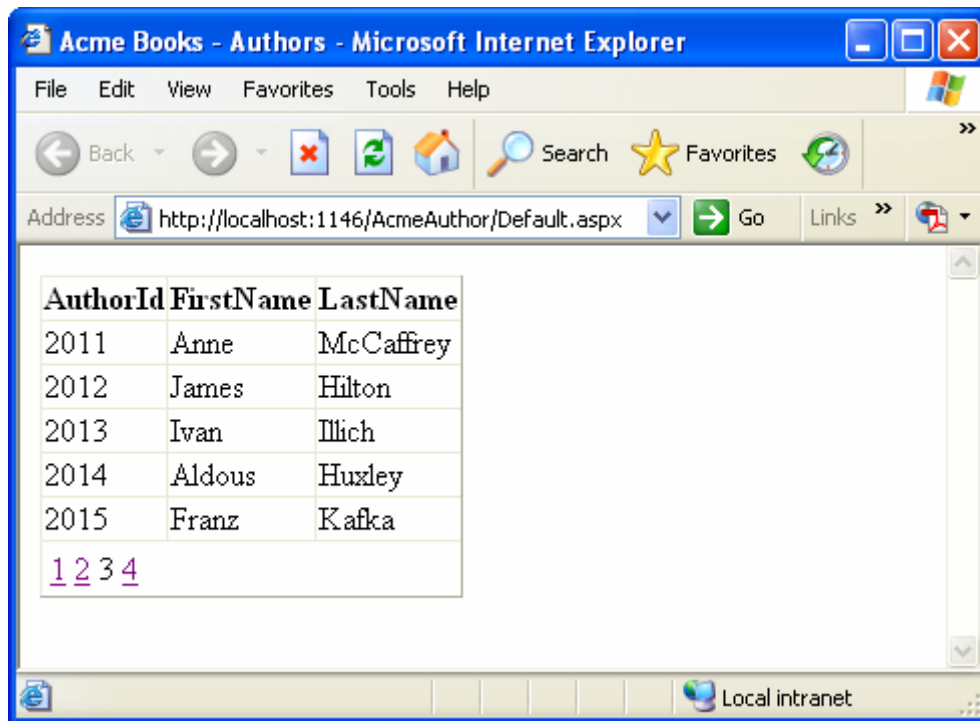 Acme Books - Authors - Microsoft Internet Explorer
File Edit View Favorites Tools Help
Back Search Favorites »
Address http://localhost:1146/AcmeAuthor/Default.aspx Go Links »
AuthorId FirstName LastName
2011 Anne McCaffrey
2012 James Hilton
2013 Ivan Illich
2014 Aldous Huxley
2015 Franz Kafka
1 2 3 4
Local intranet